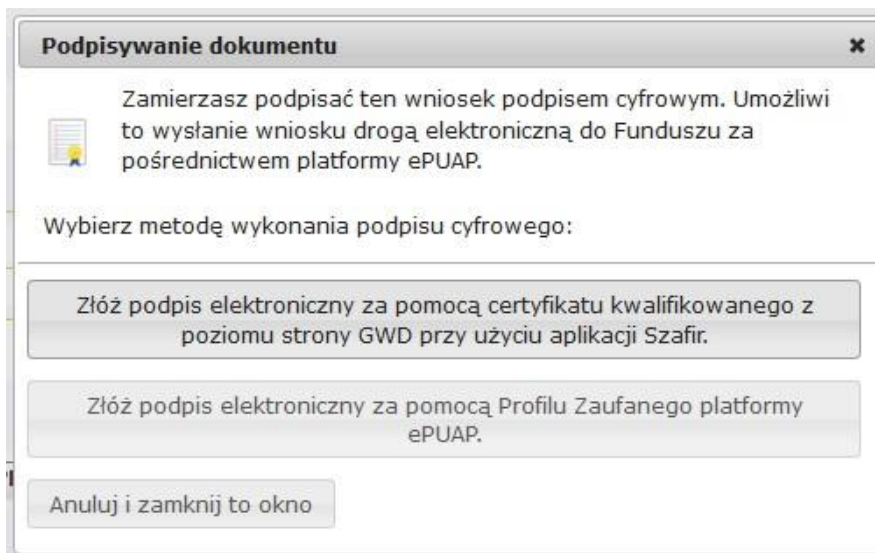 Podpisywanie dokumentu
Zamierzasz podpisać ten wniosek podpisem cyfrowym. Umożliwi
to wysłanie wniosku drogą elektroniczną do Funduszu za
pośrednictwem platformy ePUAP.
Wybierz metodę wykonania podpisu cyfrowego:
Złóż podpis elektroniczny za pomocą certyfikatu kwalifikowanego z
poziomu strony GWD przy użyciu aplikacji Szafir.
Złóż podpis elektroniczny za pomocą Profilu Zaufanego platformy
ePUAP.
Anuluj i zamknij to okno